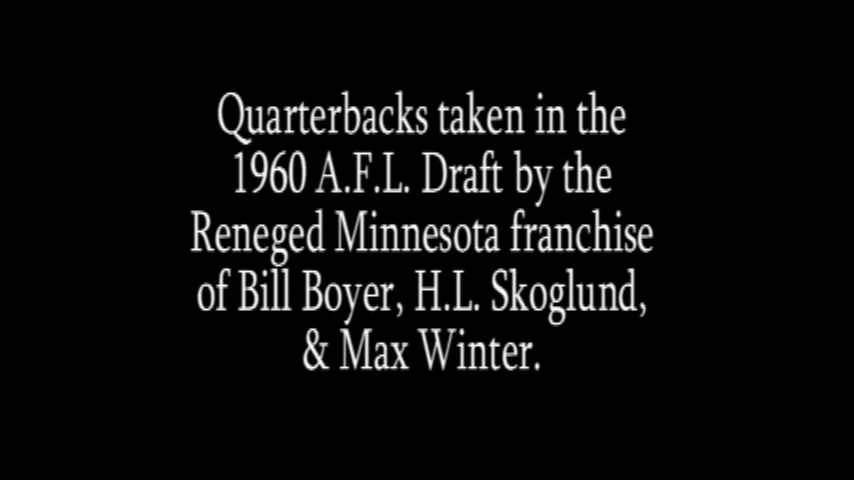 Quarterbacks taken in the
1960 A.F.L. Draft by the
Reneged Minnesota franchise
of Bill Boyer, H.L. Skoglund,
& Max Winter.